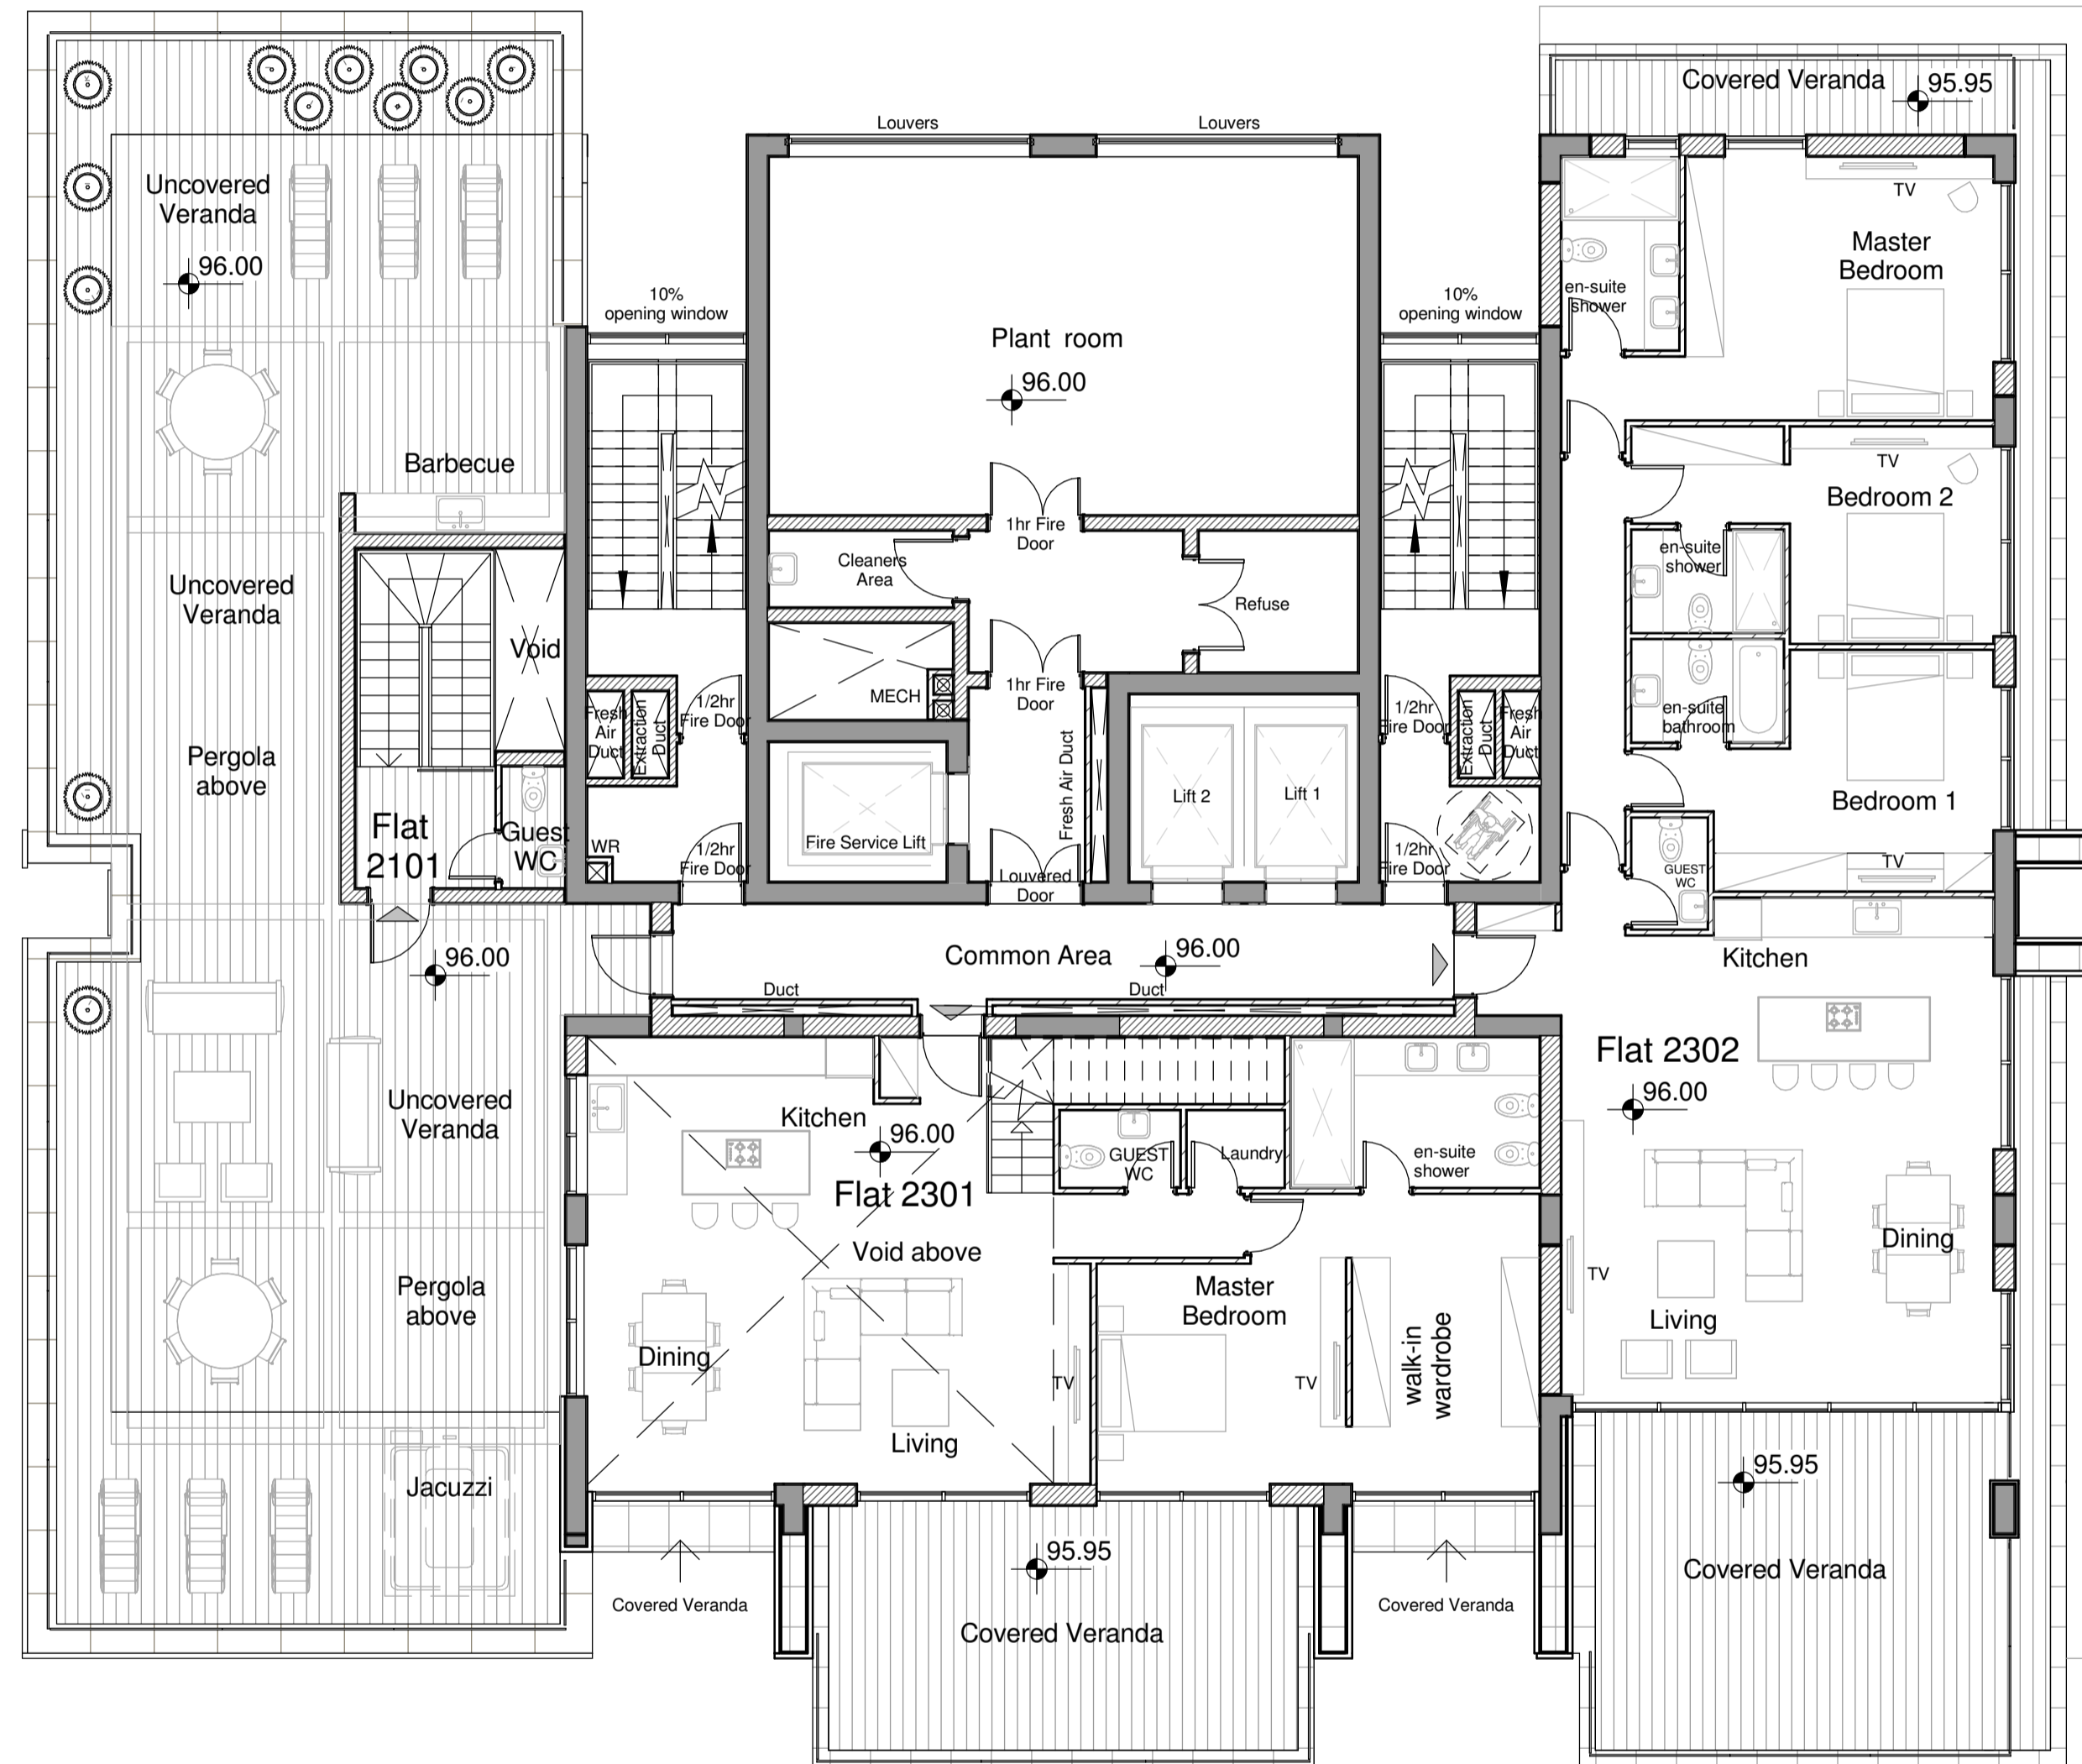 Covered Veranda
95.95
Louvers
Louvers
Uncovered
Veranda
96.00
TV
Master
Bedroom
en-suite
shower
10%
opening window
10%
opening window
Plant room
96.00
Barbecue
TV
Bedroom 2
1hr Fire
Door
Cleaners
Area
en-suite
shower
Uncovered
Veranda
Refuse
Void
1hr Fire
Door
MECH
1/2hr
Fire Door
1/2hr
Fire Door
Fresh
Air
Duct
Extraction
Duct
Extraction
Duct
Fresh
Air
Duct
en-suite
bathroom
Pergola
above
Fresh Air Duct
Lift 2
Lift 1
Bedroom 1
Flat
2101
Guest
WC
WR
1/2hr
Fire Door
Fire Service Lift
1/2hr
Fire Door
Louvered
Door
TV
GUEST
WC
96.00
Common Area
96.00
Kitchen
Duct
Duct
Flat 2302
96.00
Uncovered
Veranda
Kitchen
96.00
GUEST
WC
Laundry
en-suite
shower
Flat 2301
Void above
Dining
Pergola
above
Master
Bedroom
TV
Living
Dining
TV
TV
walk-in
wardrobe
Living
Jacuzzi
95.95
95.95
Covered Veranda
Covered Veranda
Covered Veranda
Covered Veranda